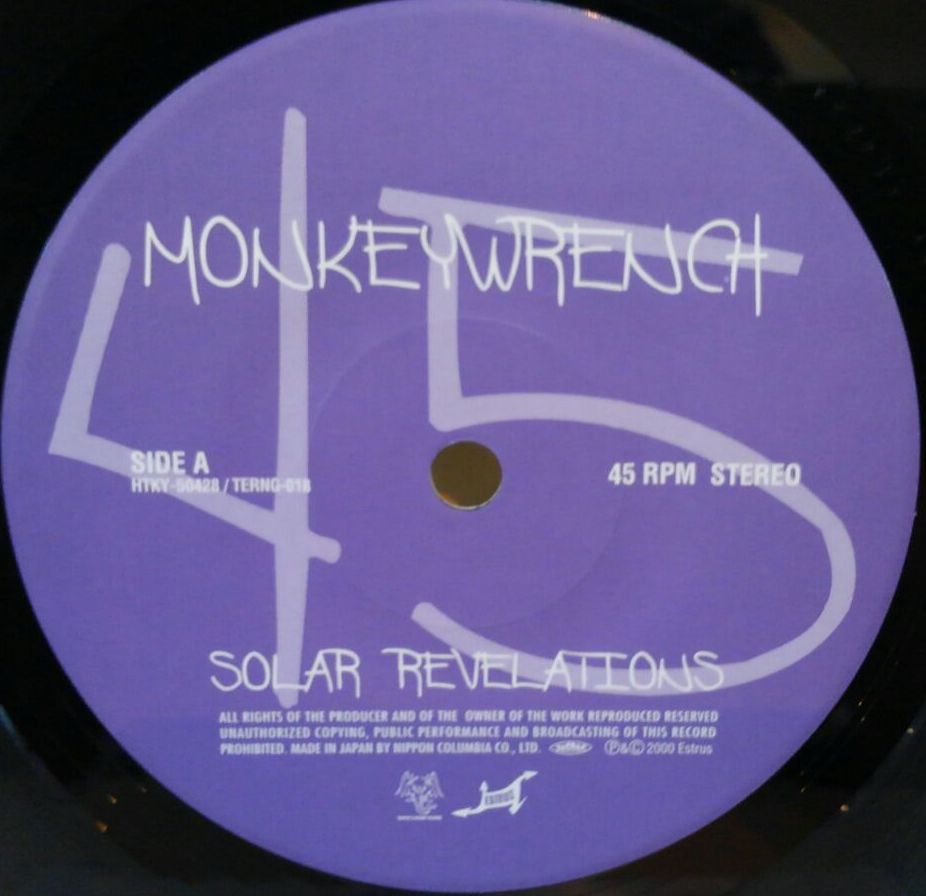 45
MONKEYWRENCH
SIDE A
HTKY-50428 / TERNG-018
45 RPM STEREO
SOLAR REVELATIONS
ALL RIGHTS OF THE PRODUCER AND OF THE OWNER OF THE WORK REPRODUCED RESERVED
UNAUTHORIZED COPYING, PUBLIC PERFORMANCE AND BROADCASTING OF THIS RECORD
PROHIBITED. MADE IN JAPAN BY NIPPON COLUMBIA CO., LTD. Ⓟ&Ⓒ 2000 Estrus
ESTRUS